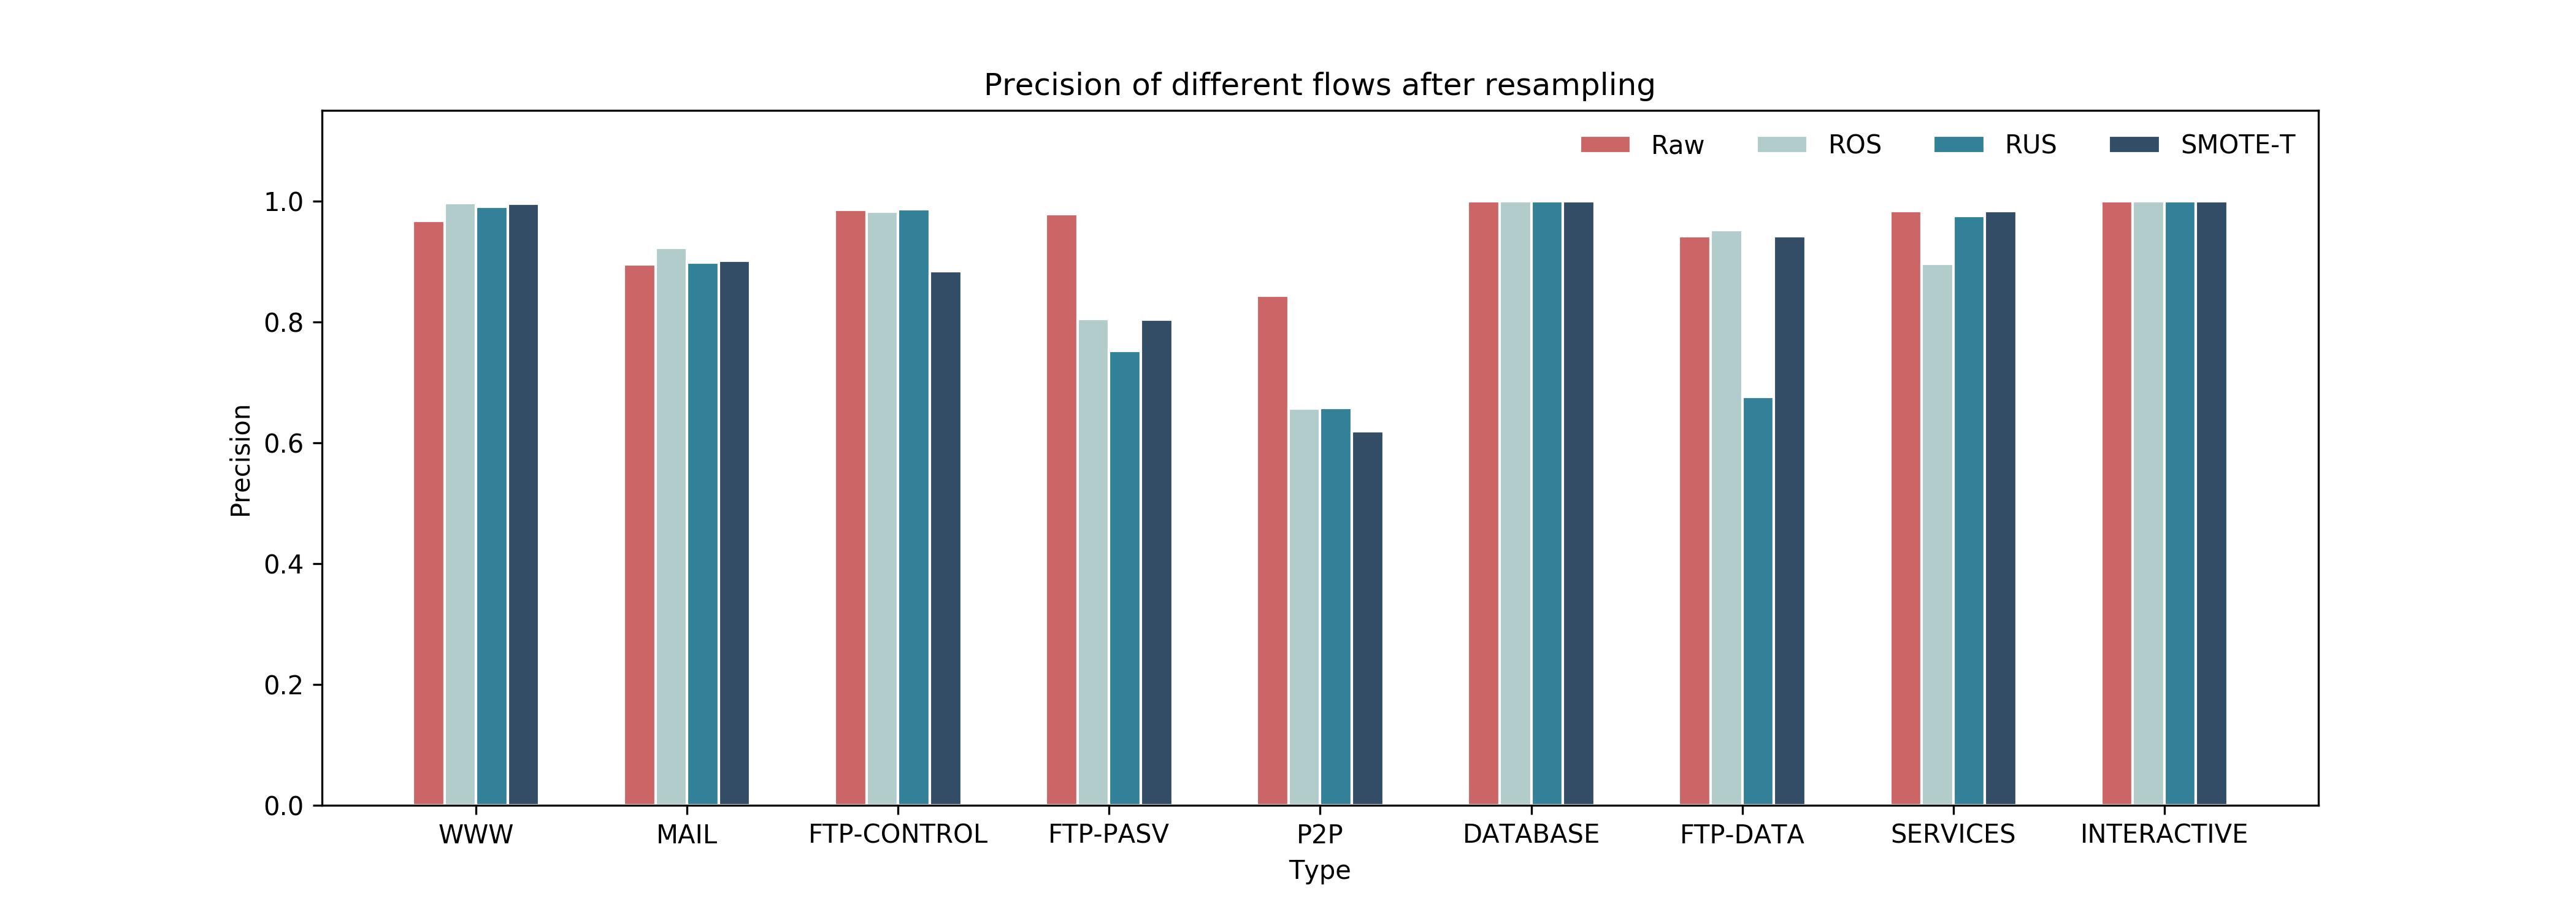 Precision of different flows after resampling
Raw ROS RUS SMOTE-T
1.0
0.8
0.6
0.4
0.2
0.0
Precision
WWW MAIL FTP-CONTROL FTP-PASV P2P DATABASE FTP-DATA SERVICES INTERACTIVE
Type